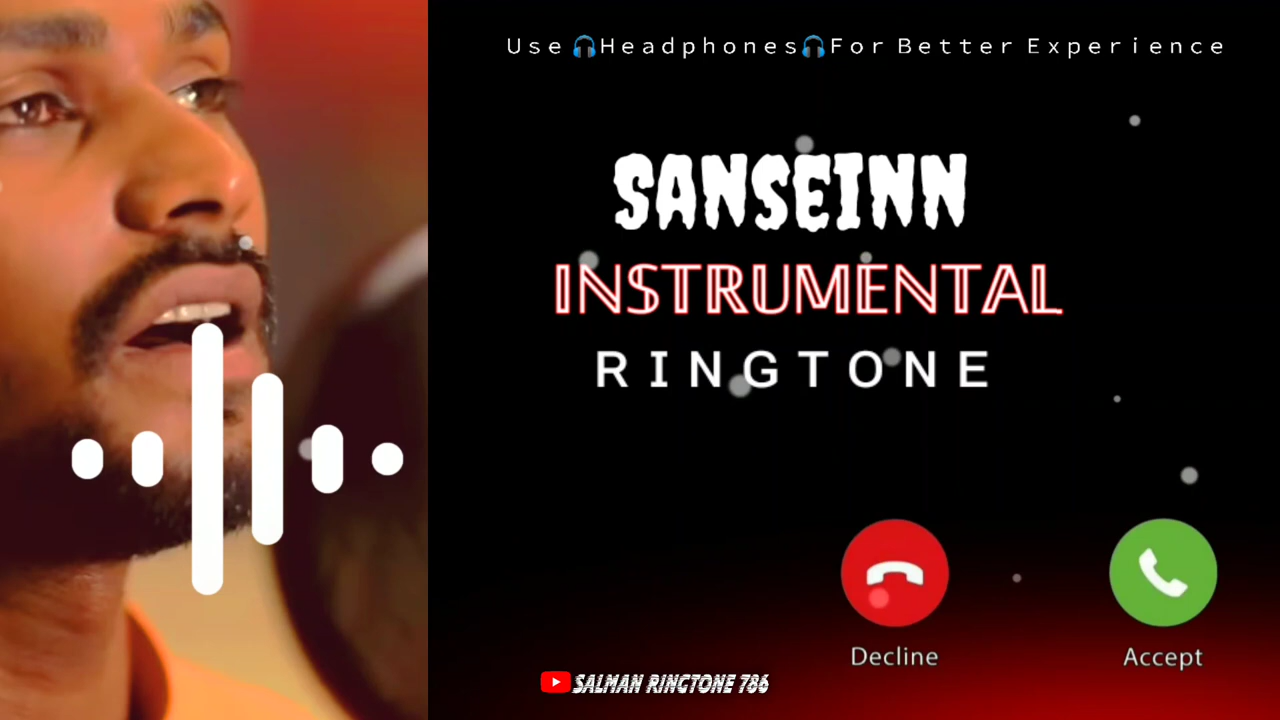 Use 🎧Headphones🎧For Better Experience
SANSEINN
INSTRUMENTAL
RINGTONE
Decline
Accept
SALMAN RINGTONE 786